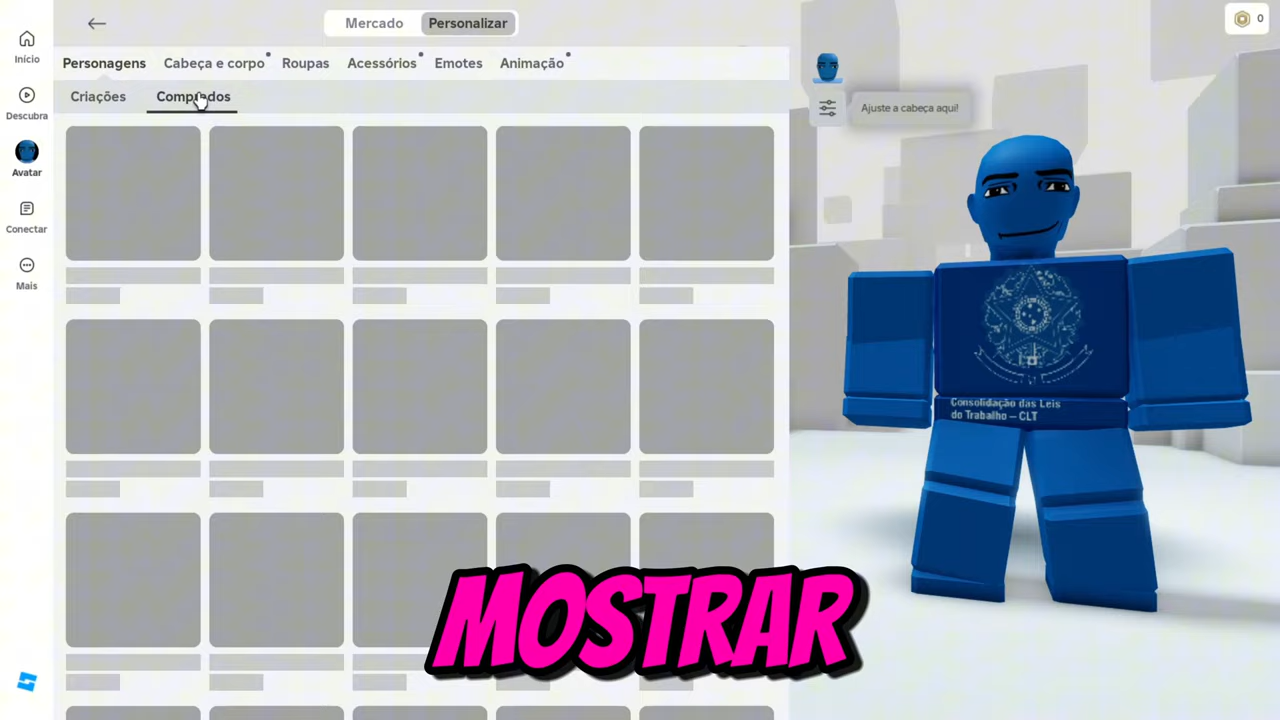 Mercado
Personalizar
0
Início
Descubra
Avatar
Conectar
Mais
Personagens
Cabeça e corpo
Roupas
Acessórios
Emotes
Animação
Criações
Comprados
Ajuste a cabeça aqui!
Consolidação das Leis
do Trabalho – CLT
MOSTRAR